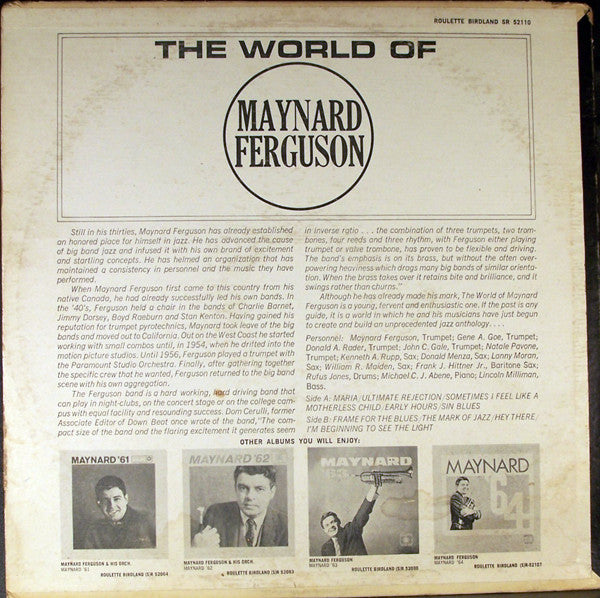 ROULETTE BIRDLAND SR 52110
THE WORLD OF
MAYNARD
FERGUSON
Still in his thirties, Maynard Ferguson has already established
an honored place for himself in jazz. He has advanced the cause
of big band jazz and infused it with his own brand of excitement
and startling concepts. He has helmed an organization that has
maintained a consistency in personnel and the music they have
performed.
When Maynard Ferguson first came to this country from his
native Canada, he had already successfully led his own bands. In
the '40's, Ferguson held a chair in the bands of Charlie Barnet,
Jimmy Dorsey, Boyd Raeburn and Stan Kenton. Having gained his
reputation for trumpet pyrotechnics, Maynard took leave of the big
bands and moved out to California. Out on the West Coast he started
working with small combos until, in 1954, when he drifted into the
motion picture studios. Until 1956, Ferguson played a trumpet with
the Paramount Studio Orchestra. Finally, after gathering together
the specific crew that he wanted, Ferguson returned to the big band
scene with his own aggregation.
The Ferguson band is a hard working, hard driving band that
can play in night-clubs, on the concert stage or on the college cam-
pus with equal facility and resounding success. Dom Cerulli, former
Associate Editor of Down Beat once wrote of the band, "The com-
pact size of the band and the flaring excitement it generates seem
in inverse ratio . . . the combination of three trumpets, two trom-
bones, four reeds and three rhythm, with Ferguson either playing
trumpet or valve trombone, has proven to be flexible and driving.
The band's emphasis is on brass, but without the often over-
powering heaviness which drags many big bands of similar orienta-
tion. When the brass takes over it retains bite and brilliance, and it
swings rather than churns."
Although he has already made his mark, The World of Maynard
Ferguson is a young, fervent and enthusiastic one. If the past is any
guide, it is a world in which he and his musicians have just begun
to create and build an unprecedented jazz anthology. . . .
Personnel: Maynard Ferguson, Trumpet; Gene A. Goe, Trumpet;
Donald A. Rader, Trumpet; John C. Gale, Trumpet; Natale Pavone,
Trumpet; Kenneth A. Rupp, Sax; Donald Menza, Sax; Lanny Moran,
Sax; William R. Maiden, Sax; Frank J. Hittner Jr., Baritone Sax;
Rufus Jones, Drums; Michael C. J. Abene, Piano; Lincoln Milliman,
Bass.
Side A: MARIA/ULTIMATE REJECTION/SOMETIMES I FEEL LIKE A
MOTHERLESS CHILD/EARLY HOURS/SIN BLUES
Side B: FRAME FOR THE BLUES/THE MARK OF JAZZ/HEY THERE/
I'M BEGINNING TO SEE THE LIGHT
OTHER ALBUMS YOU WILL ENJOY:
MAYNARD '61
MAYNARD '62
MAYNARD
MAYNARD
'64
MAYNARD FERGUSON & HIS ORCH.
MAYNARD '61
ROULETTE BIRDLAND (S)R 52064
MAYNARD FERGUSON & HIS ORCH.
MAYNARD '62
ROULETTE BIRDLAND (S)R 52083
MAYNARD FERGUSON
ROULETTE BIRDLAND (S)R
MAYNARD FERGUSON
MAYNARD '64
ROULETTE BIRDLAND (S)R-52107